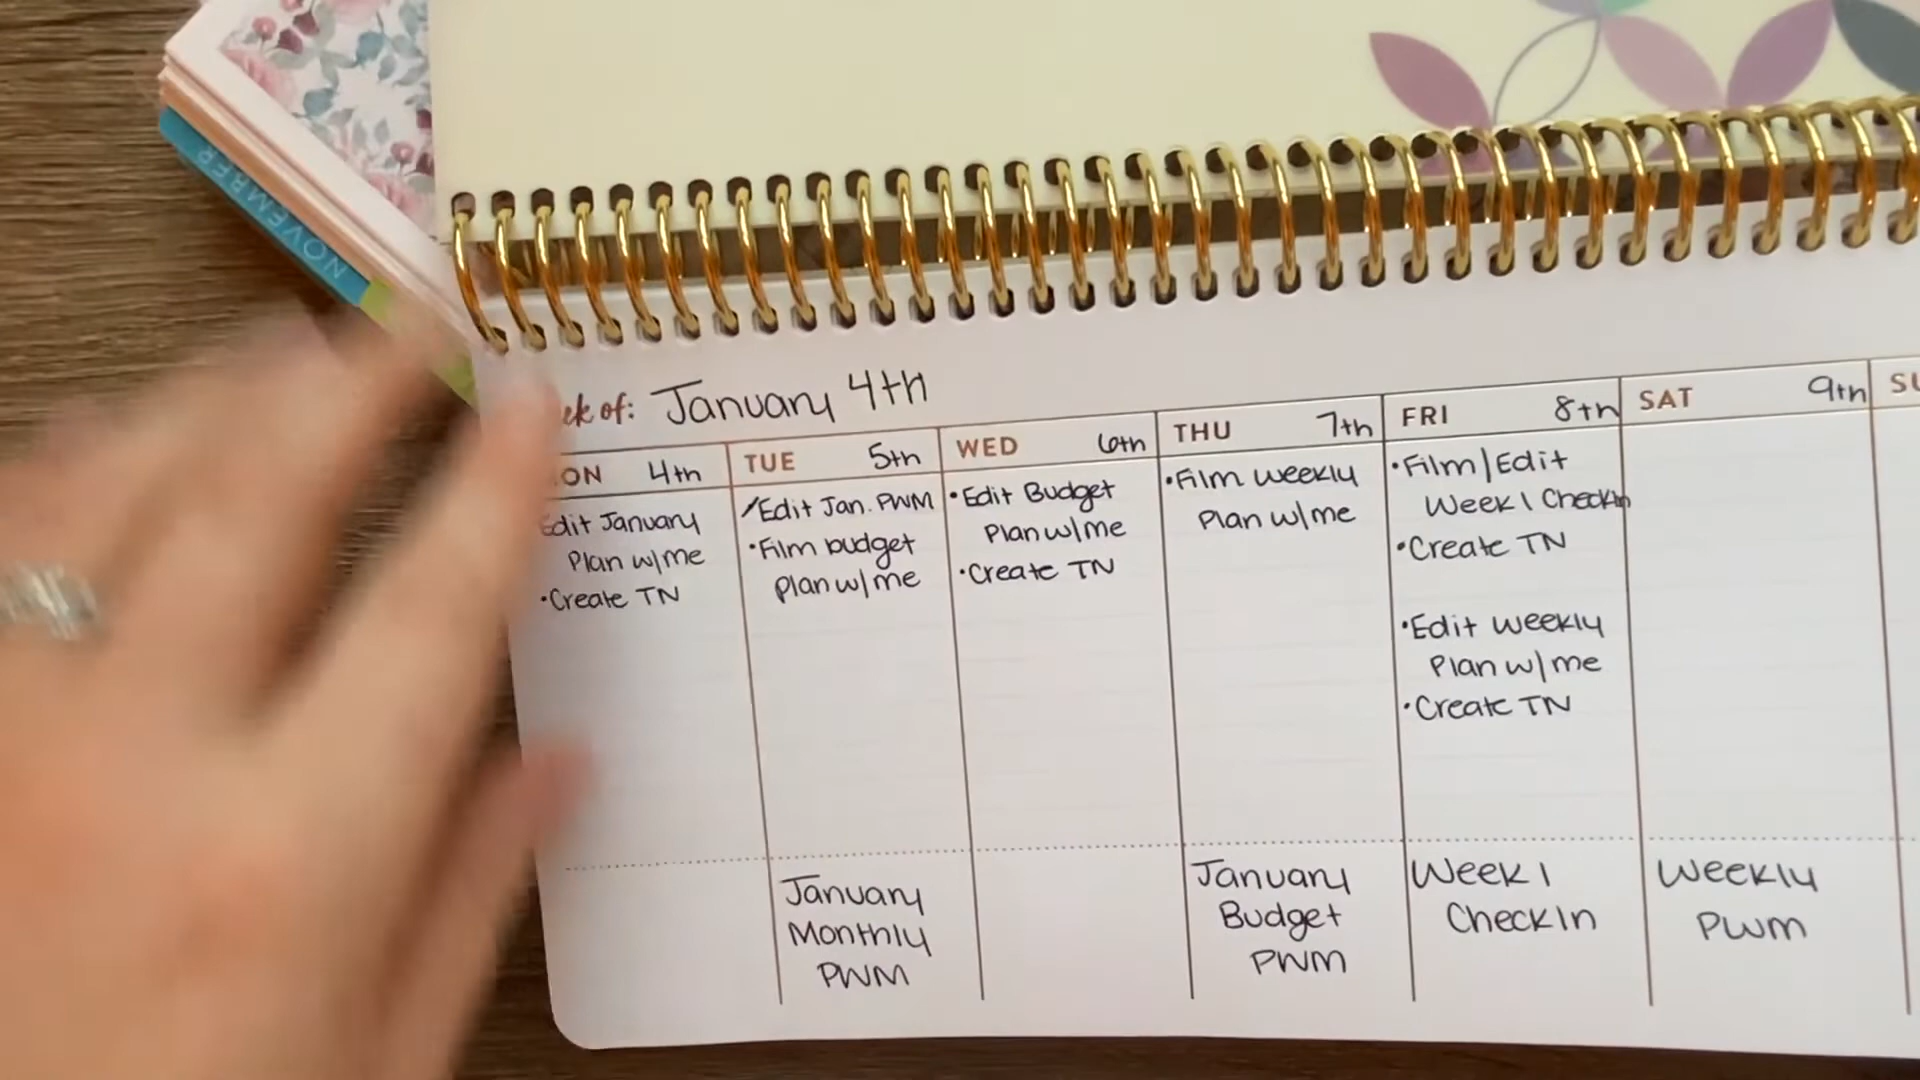 NOVEMBER
ek of: January 4th
ON 4th
Edit January
Plan w/me
•Create TN
TUE 5th
Edit Jan. PWM
•Film budget
Plan w/me
January
Monthly
PWM
WED 6th
•Edit Budget
Plan w/me
•Create TN
THU 7th
•Film Weekly
Plan w/me
January
Budget
PWM
FRI 8th
•Film/Edit
Week 1 Checkin
•Create TN
•Edit Weekly
Plan w/me
•Create TN
Week 1
Check In
SAT 9th
Weekly
PWM
SU